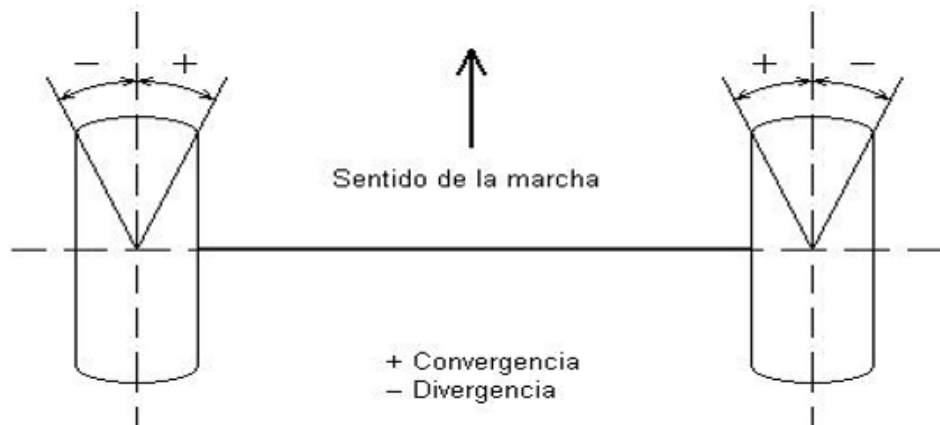 − + + −
Sentido de la marcha
+ Convergencia
− Divergencia